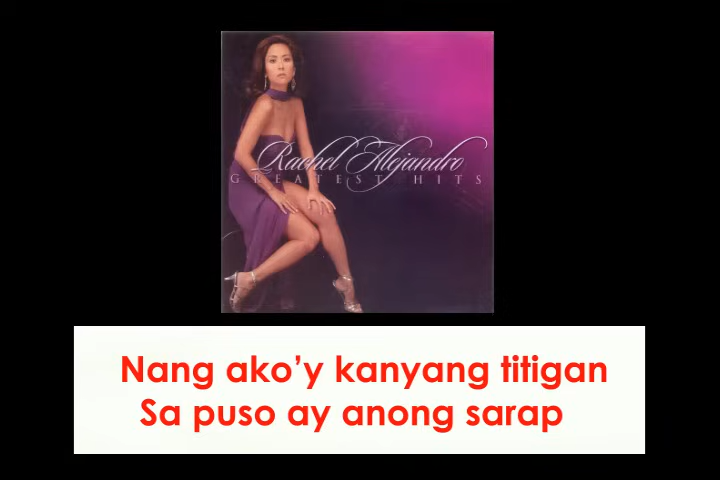 Rachel Alejandro
GREATEST HITS
Nang ako’y kanyang titigan
Sa puso ay anong sarap